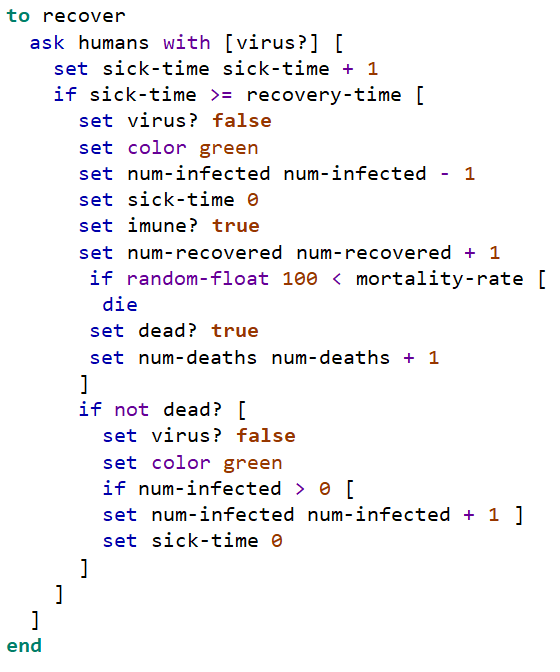 to recover
  ask humans with [virus?] [
    set sick-time sick-time + 1
    if sick-time >= recovery-time [
      set virus? false
      set color green
      set num-infected num-infected - 1
      set sick-time 0
      set imune? true
      set num-recovered num-recovered + 1
       if random-float 100 < mortality-rate [
        die
       set dead? true
       set num-deaths num-deaths + 1
      ]
      if not dead? [
        set virus? false
        set color green
        if num-infected > 0 [
        set num-infected num-infected + 1 ]
        set sick-time 0
      ]
    ]
  ]
end